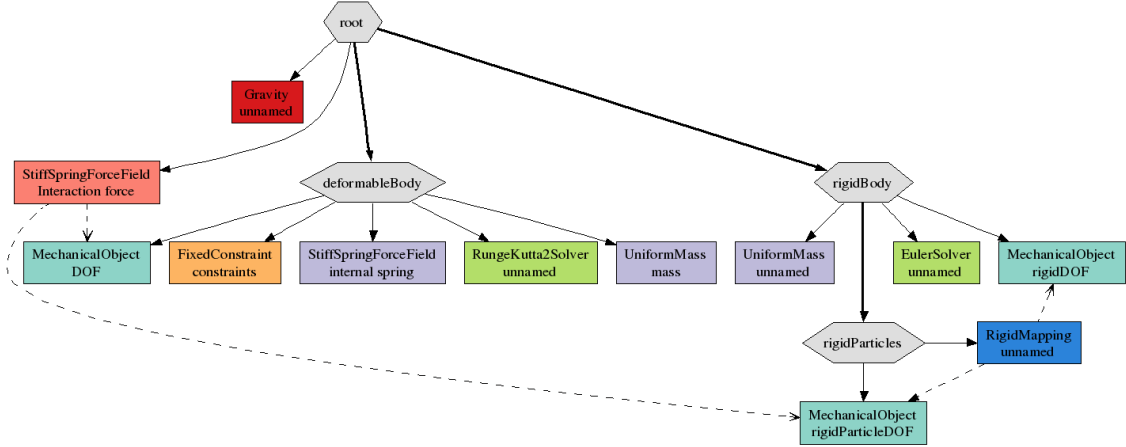 root
Gravity
unnamed
StiffSpringForceField
Interaction force
deformableBody
rigidBody
MechanicalObject
DOF
FixedConstraint
constraints
StiffSpringForceField
internal spring
RungeKutta2Solver
unnamed
UniformMass
mass
UniformMass
unnamed
EulerSolver
unnamed
MechanicalObject
rigidDOF
rigidParticles
RigidMapping
unnamed
MechanicalObject
rigidParticleDOF